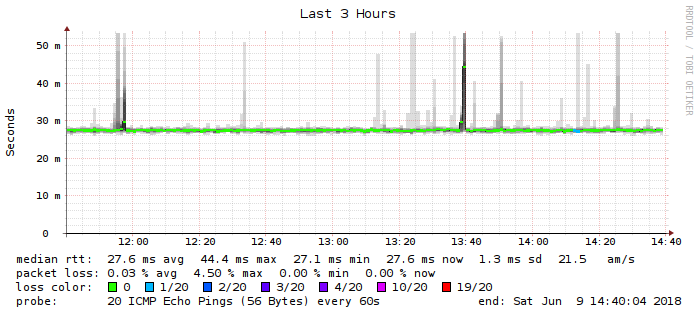 Last 3 Hours
RRDTOOL / TOBI OETIKER
Seconds
50 m
40 m
30 m
20 m
10 m
0
12:00 12:20 12:40 13:00 13:20 13:40 14:00 14:20 14:40
median rtt: 27.6 ms avg 44.4 ms max 27.1 ms min 27.6 ms now 1.3 ms sd 21.5 am/s
packet loss: 0.03 % avg 4.50 % max 0.00 % min 0.00 % now
loss color: 0 1/20 2/20 3/20 4/20 10/20 19/20
probe: 20 ICMP Echo Pings (56 Bytes) every 60s end: Sat Jun 9 14:40:04 2018